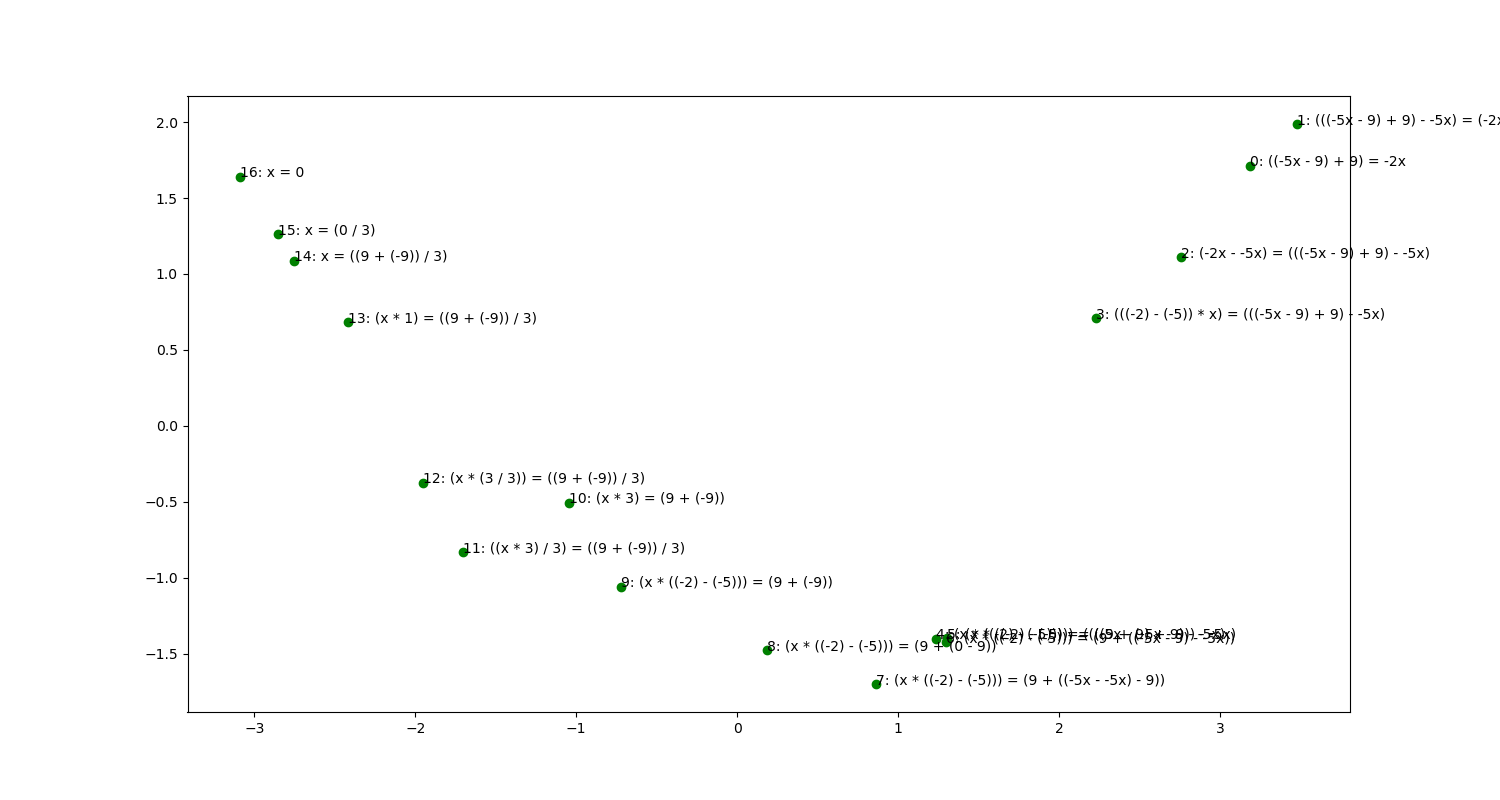 2.0
1: (((-5x - 9) + 9) - -5x) = (-2x
0: ((-5x - 9) + 9) = -2x
16: x = 0
1.5
15: x = (0 / 3)
14: x = ((9 + (-9)) / 3)
2: (-2x - -5x) = (((-5x - 9) + 9) - -5x)
1.0
13: (x * 1) = ((9 + (-9)) / 3)
3: (((-2) - (-5)) * x) = (((-5x - 9) + 9) - -5x)
0.5
0.0
12: (x * (3 / 3)) = ((9 + (-9)) / 3)
10: (x * 3) = (9 + (-9))
−0.5
11: ((x * 3) / 3) = ((9 + (-9)) / 3)
−1.0
9: (x * ((-2) - (-5))) = (9 + (-9))
8: (x * ((-2) - (-5))) = (9 + (0 - 9))
−1.5
7: (x * ((-2) - (-5))) = (9 + ((-5x - -5x) - 9))
−3 −2 −1 0 1 2 3